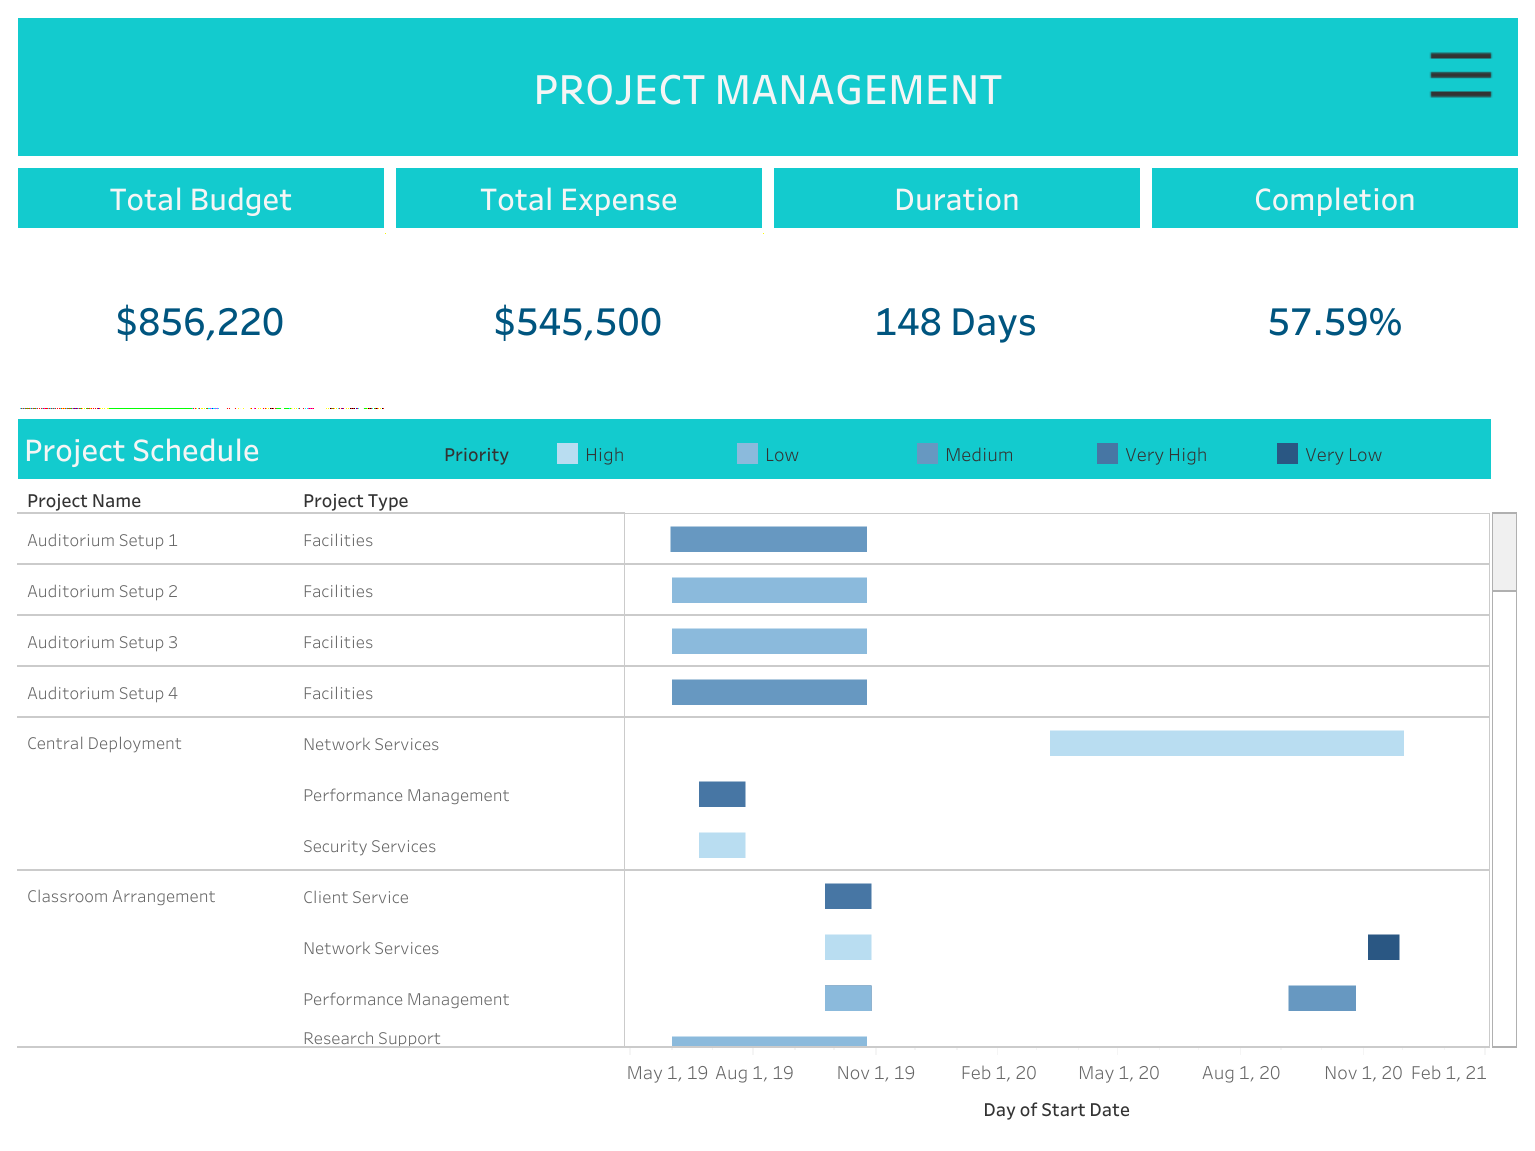 PROJECT MANAGEMENT
Total Budget Total Expense Duration Completion
$856,220 $545,500 148 Days 57.59%
Project Schedule Priority High Low Medium Very High Very Low
Project Name Project Type
Auditorium Setup 1 Facilities
Auditorium Setup 2 Facilities
Auditorium Setup 3 Facilities
Auditorium Setup 4 Facilities
Central Deployment Network Services
Performance Management
Security Services
Classroom Arrangement Client Service
Network Services
Performance Management
Research Support
May 1, 19 Aug 1, 19 Nov 1, 19 Feb 1, 20 May 1, 20 Aug 1, 20 Nov 1, 20 Feb 1, 21
Day of Start Date